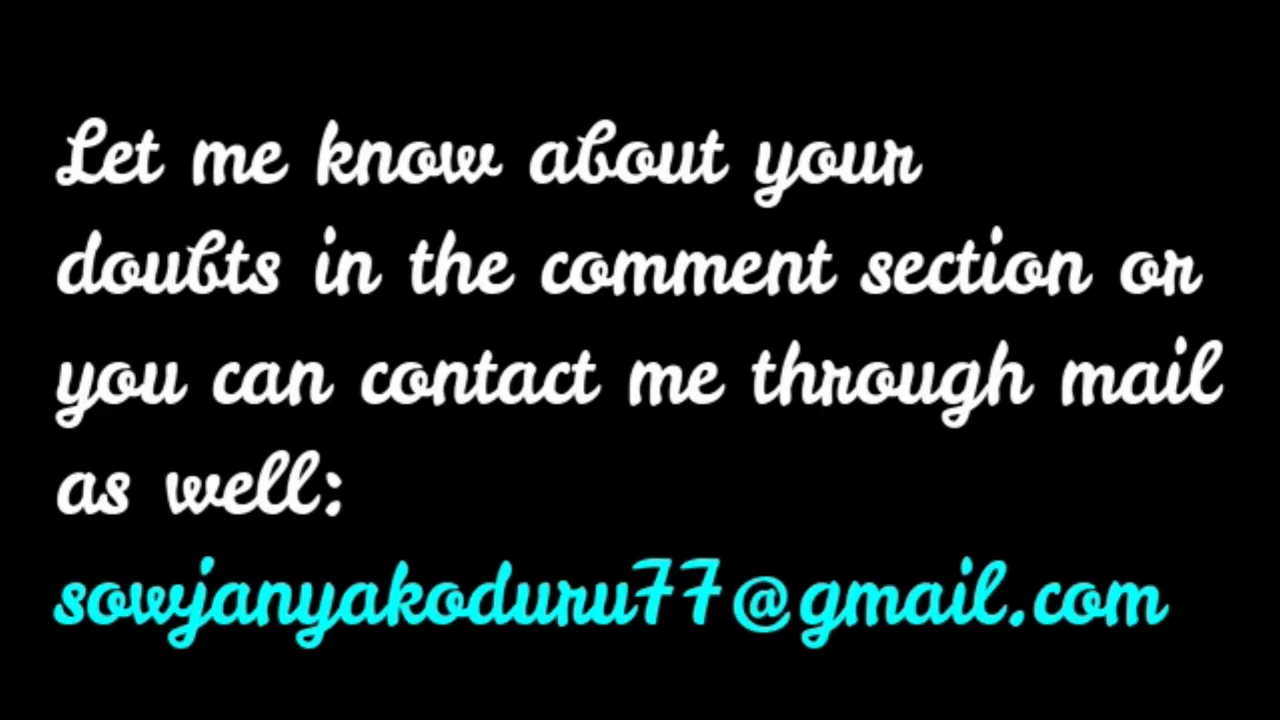 Let me know about your
doubts in the comment section or
you can contact me through mail
as well:
sowjanyakoduru77@gmail.com